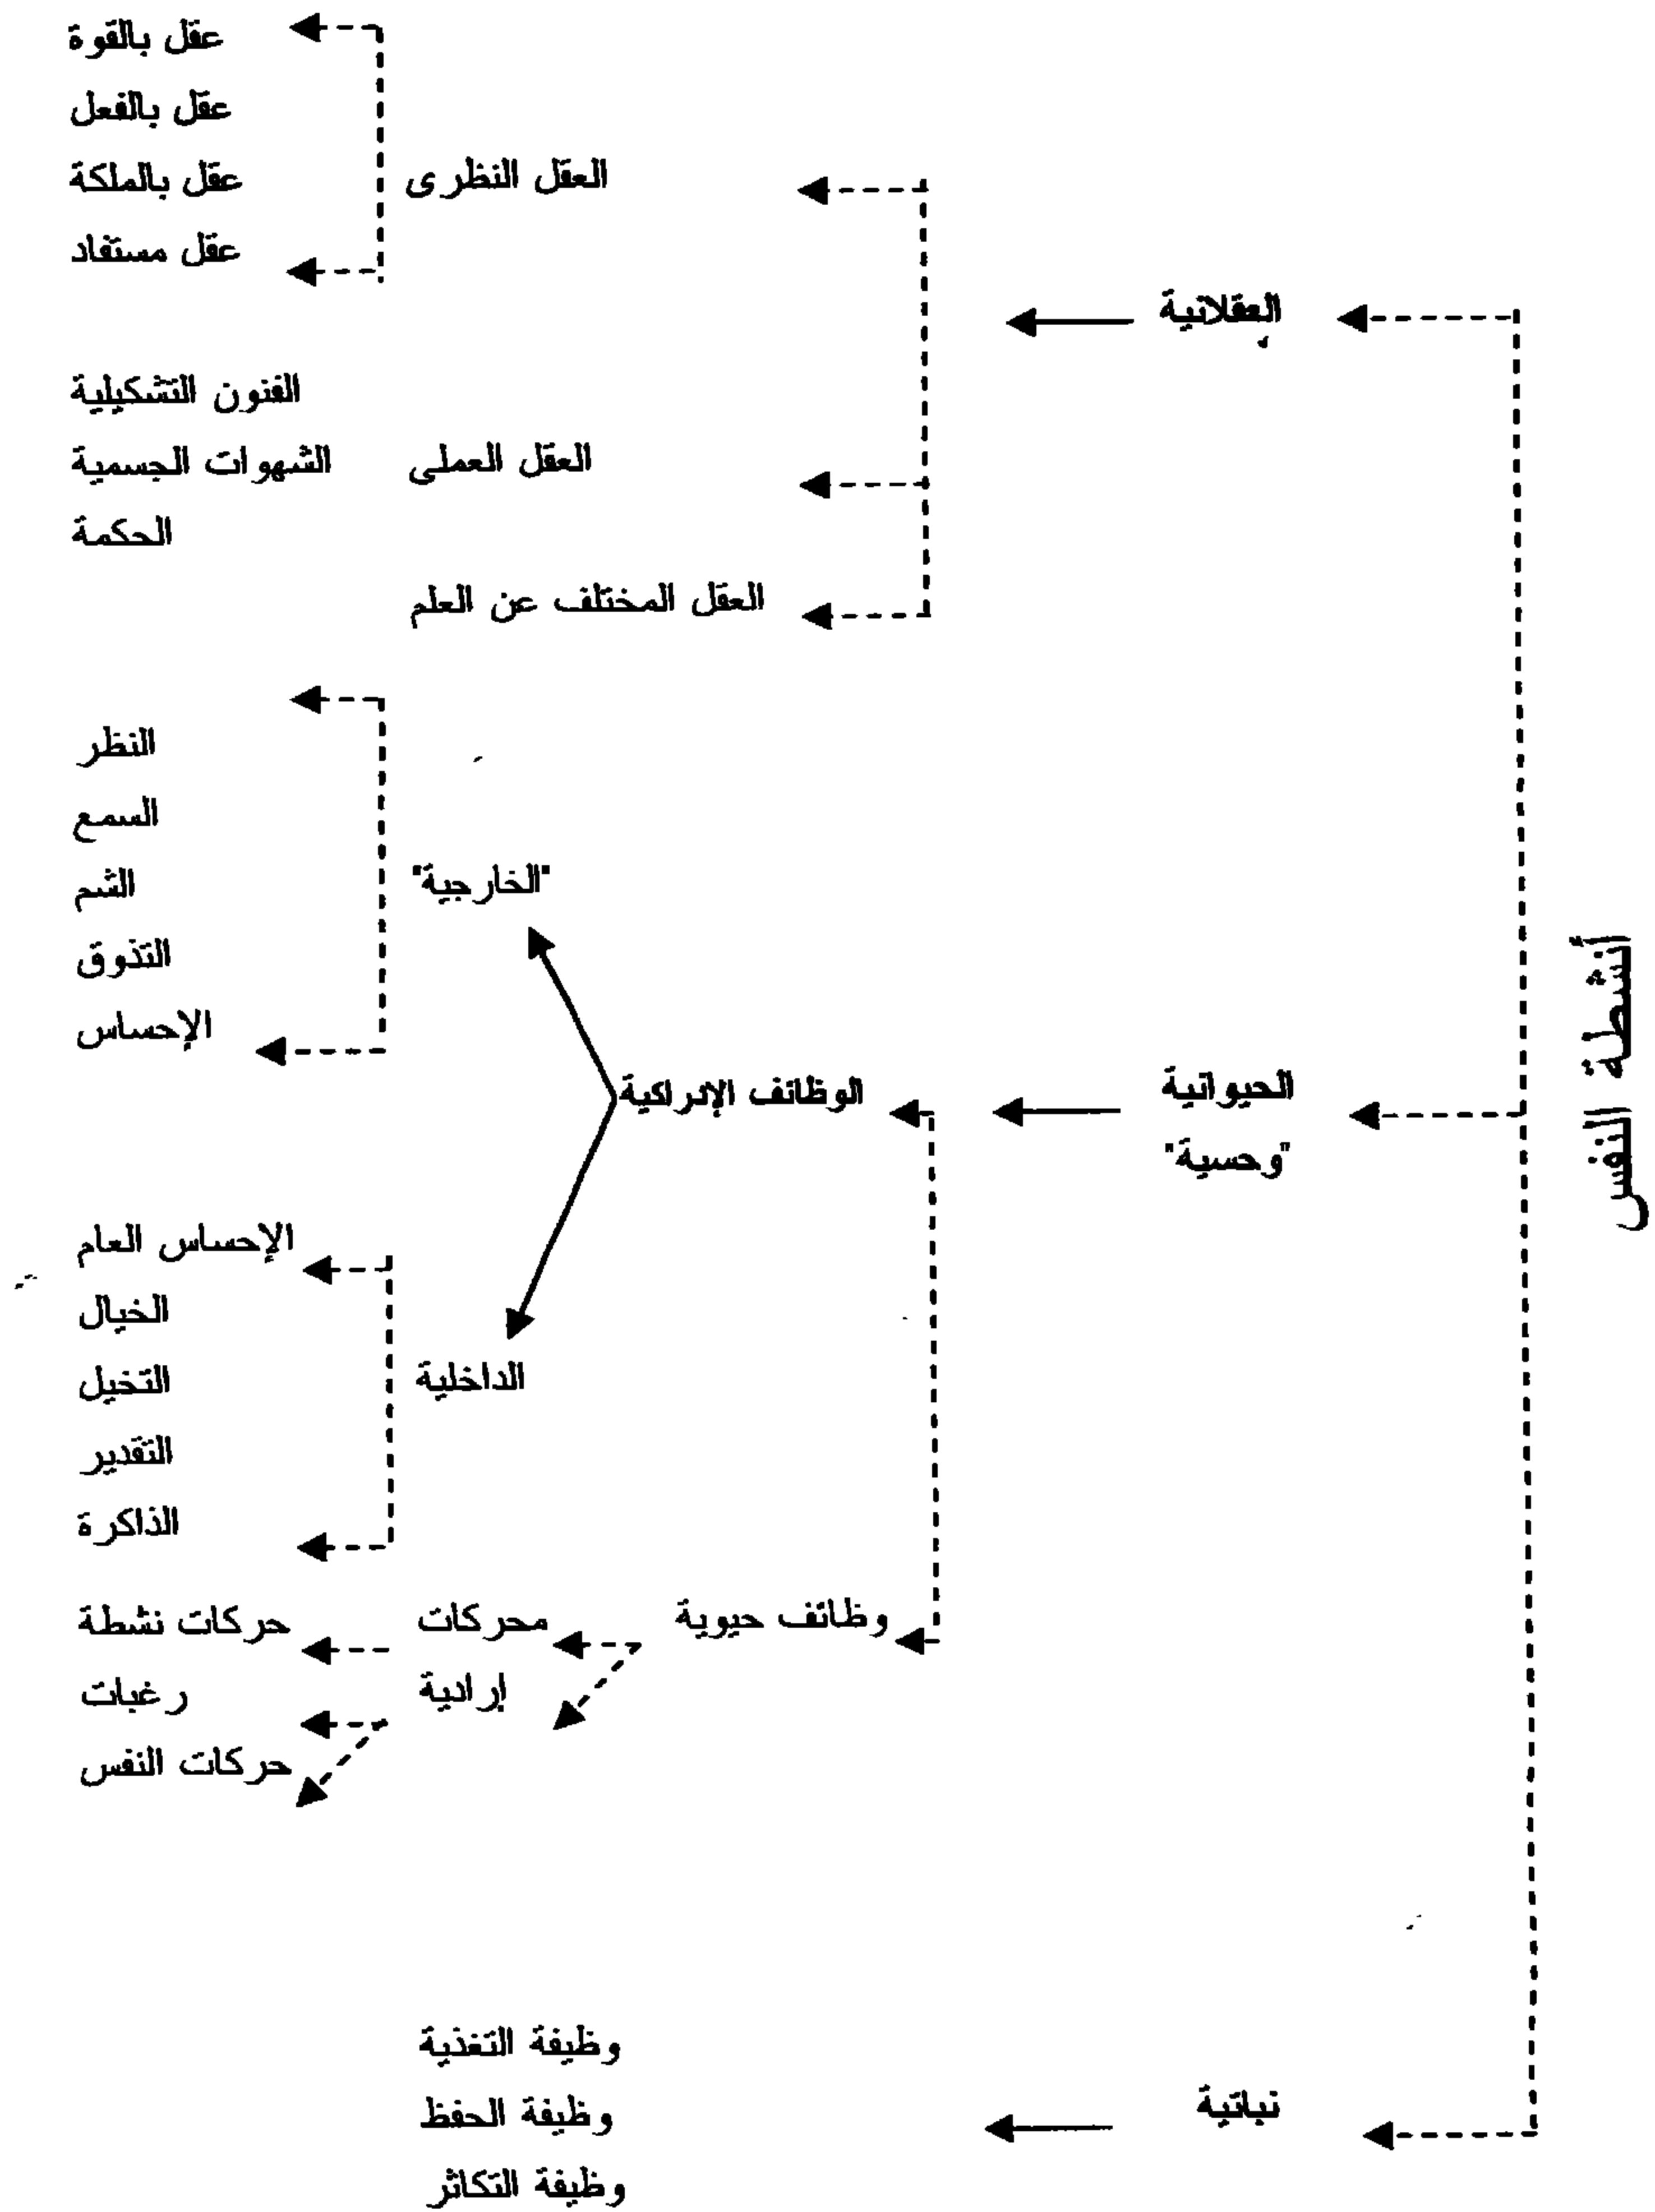 أنشطة النفس
العقلانية
العقل النظرى
عقل بالقوة
عقل بالفعل
عقل بالملكة
عقل مستفاد
العقل العملى
الفنون التشكيلية
الشهوات الجسمية
الحكمة
العقل المختلف عن العلم
الحيوانية
"وحسية"
الوظائف الإدراكية
"الخارجية"
النظر
السمع
الشم
التذوق
الإحساس
الداخلية
الإحساس العام
الخيال
التخيل
التقدير
الذاكرة
وظائف حيوية
محركات
إرادية
حركات نشطة
رغبات
حركات النفس
نباتية
وظيفة التغذية
وظيفة الحفظ
وظيفة التكاثر